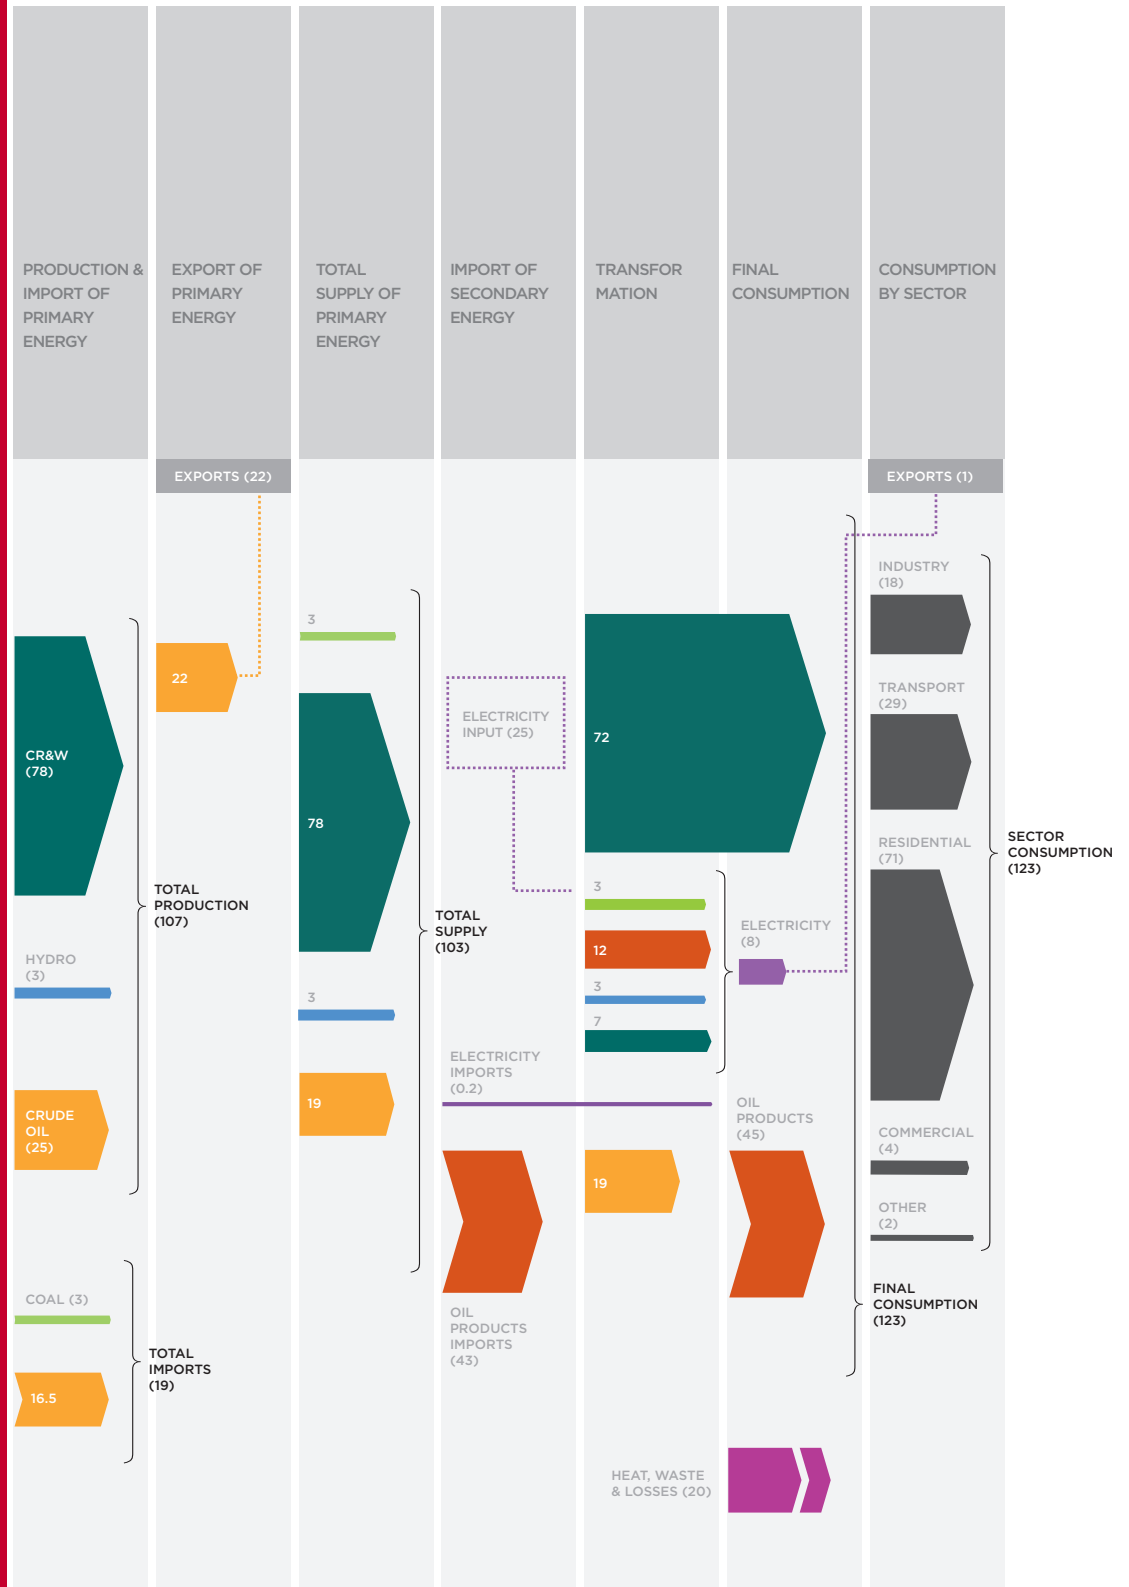 PRODUCTION &
IMPORT OF
PRIMARY
ENERGY
EXPORT OF
PRIMARY
ENERGY
TOTAL
SUPPLY OF
PRIMARY
ENERGY
IMPORT OF
SECONDARY
ENERGY
TRANSFOR
MATION
FINAL
CONSUMPTION
CONSUMPTION
BY SECTOR
EXPORTS (22)
EXPORTS (1)
CR&W
(78)
HYDRO
(3)
CRUDE
OIL
(25)
TOTAL
PRODUCTION
(107)
COAL (3)
16.5
TOTAL
IMPORTS
(19)
22
3
78
3
19
TOTAL
SUPPLY
(103)
ELECTRICITY
INPUT (25)
ELECTRICITY
IMPORTS
(0.2)
OIL
PRODUCTS
IMPORTS
(43)
72
3
12
3
7
19
ELECTRICITY
(8)
OIL
PRODUCTS
(45)
HEAT, WASTE
& LOSSES (20)
FINAL
CONSUMPTION
(123)
INDUSTRY
(18)
TRANSPORT
(29)
RESIDENTIAL
(71)
COMMERCIAL
(4)
OTHER
(2)
SECTOR
CONSUMPTION
(123)